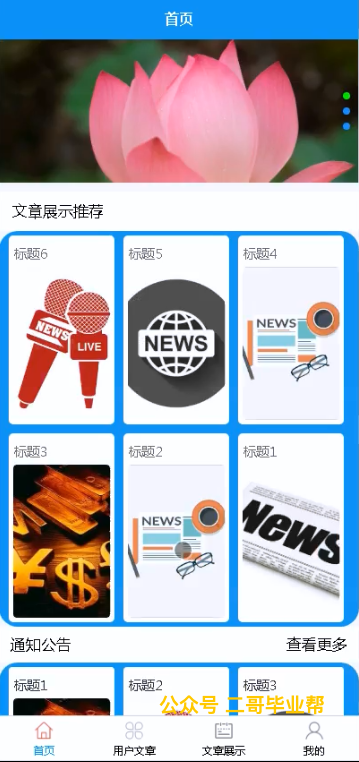 首页
文章展示推荐
标题6
标题5
标题4
NEWS
LIVE
NEWS
NEWS
标题3
标题2
标题1
NEWS
News
通知公告
查看更多
标题1
标题2
标题3
公众号 二哥毕业帮
首页
用户文章
文章展示
我的